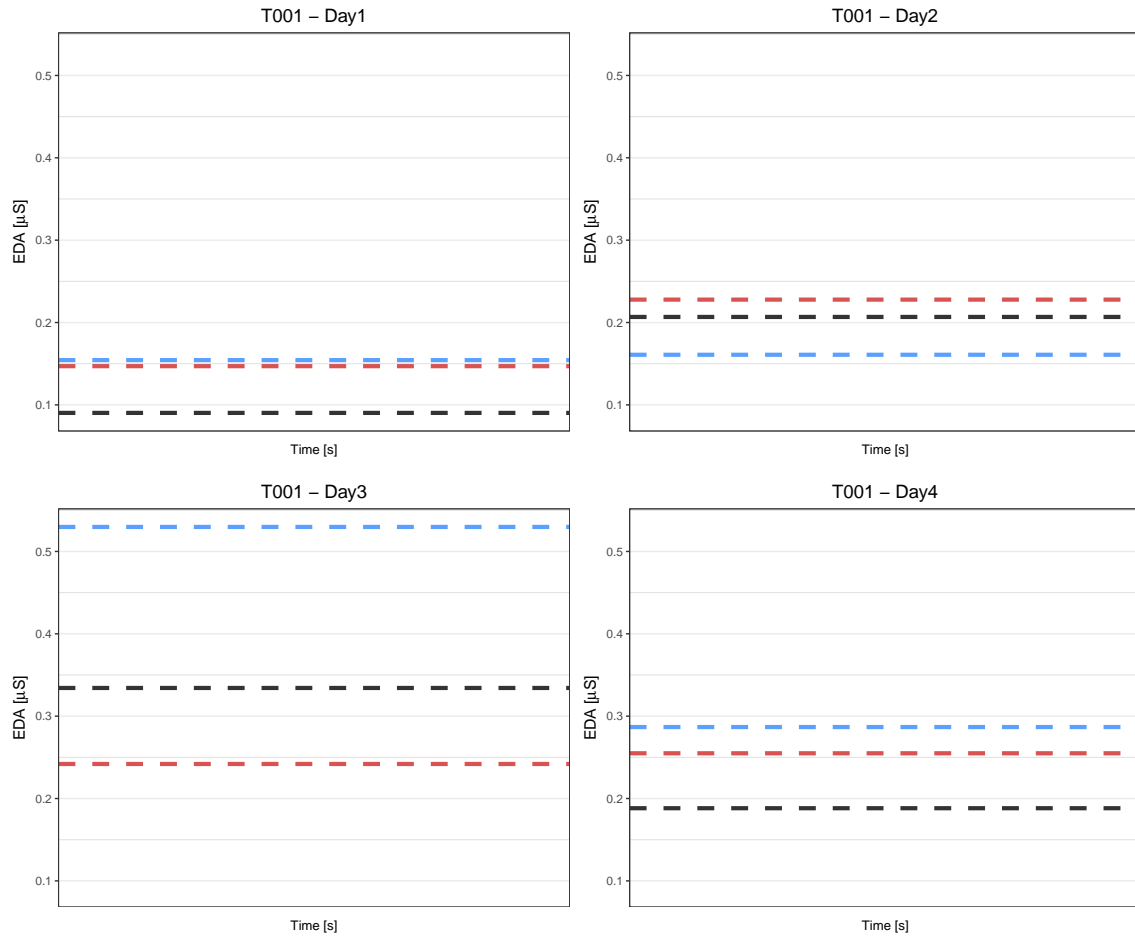 T001 − Day1
0.5
0.4
0.3
0.2
0.1
EDA [μS]
Time [s]
T001 − Day2
0.5
0.4
0.3
0.2
0.1
EDA [μS]
Time [s]
T001 − Day3
0.5
0.4
0.3
0.2
0.1
EDA [μS]
Time [s]
T001 − Day4
0.5
0.4
0.3
0.2
0.1
EDA [μS]
Time [s]